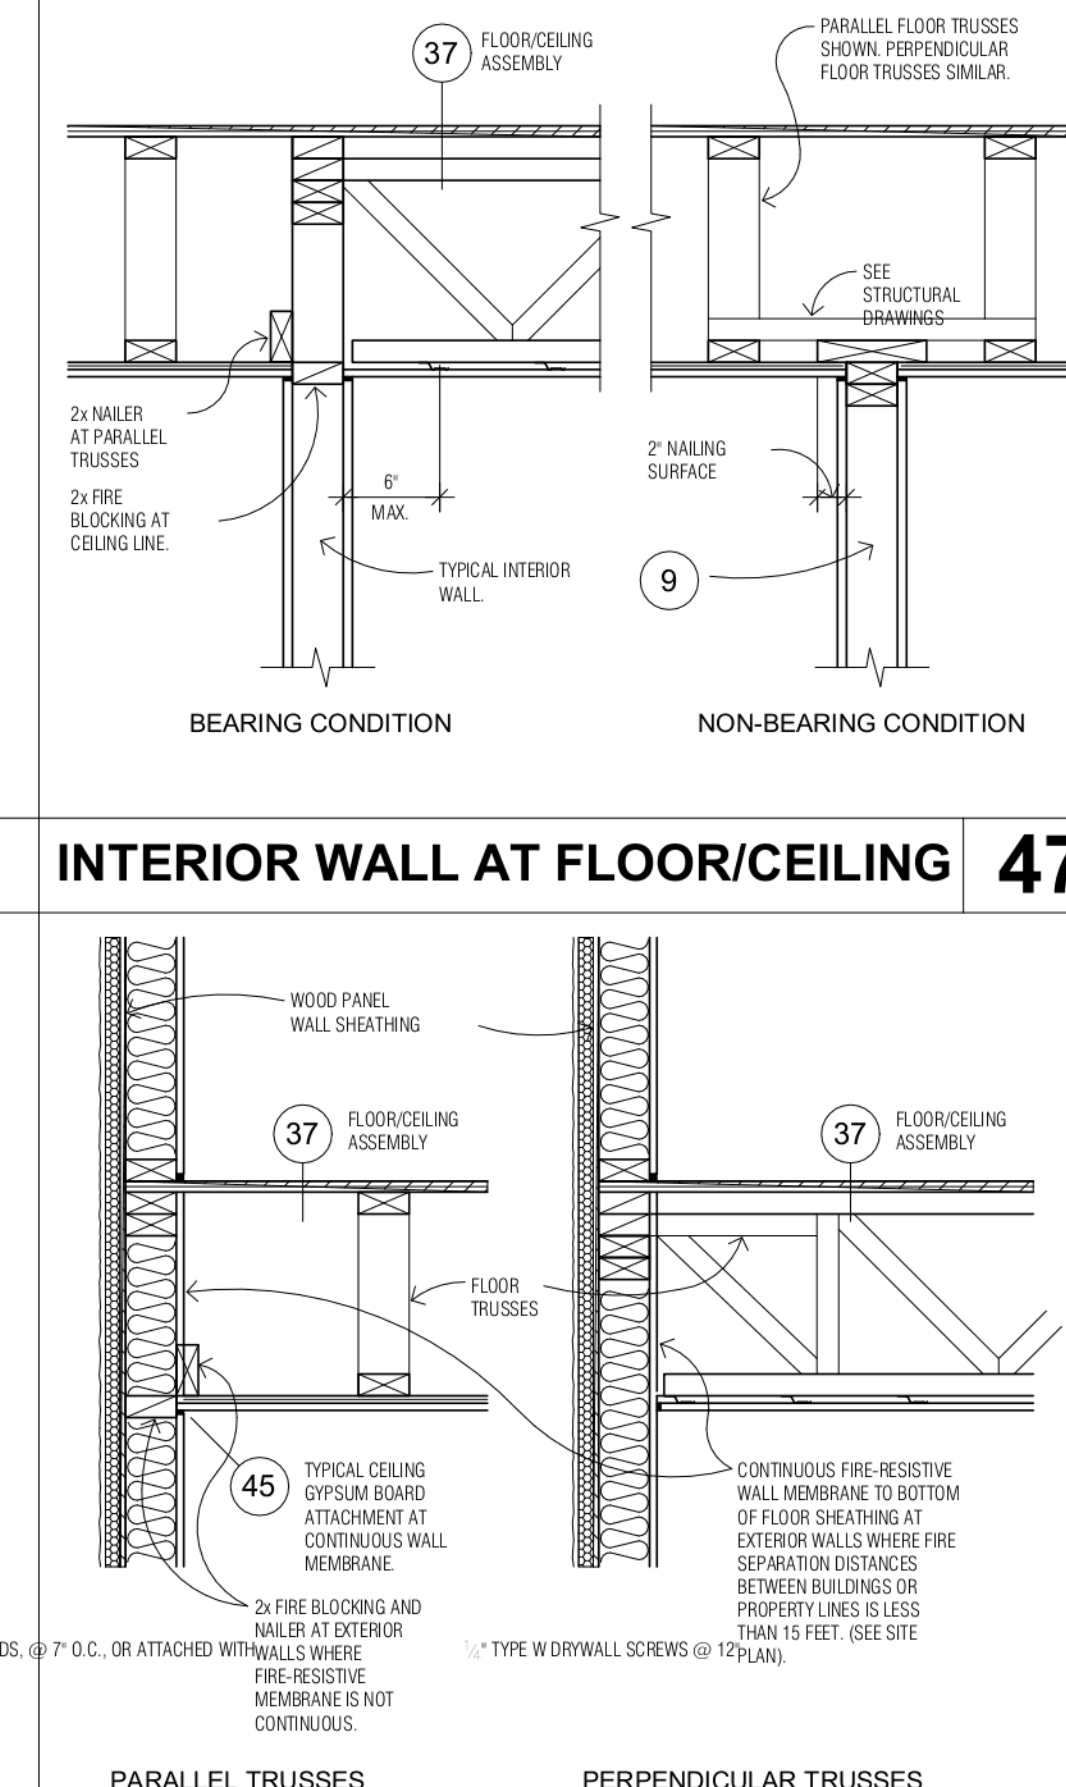 37
FLOOR/CEILING
ASSEMBLY
PARALLEL FLOOR TRUSSES
SHOWN. PERPENDICULAR
FLOOR TRUSSES SIMILAR.
SEE
STRUCTURAL
DRAWINGS
2x NAILER
AT PARALLEL
TRUSSES
2x FIRE
BLOCKING AT
CEILING LINE.
6"
MAX.
TYPICAL INTERIOR
WALL.
2" NAILING
SURFACE
9
BEARING CONDITION
NON-BEARING CONDITION
INTERIOR WALL AT FLOOR/CEILING
47
WOOD PANEL
WALL SHEATHING
37
FLOOR/CEILING
ASSEMBLY
37
FLOOR/CEILING
ASSEMBLY
FLOOR
TRUSSES
45
TYPICAL CEILING
GYPSUM BOARD
ATTACHMENT AT
CONTINUOUS WALL
MEMBRANE.
2x FIRE BLOCKING AND
NAILER AT EXTERIOR
WALLS WHERE
FIRE-RESISTIVE
MEMBRANE IS NOT
CONTINUOUS.
CONTINUOUS FIRE-RESISTIVE
WALL MEMBRANE TO BOTTOM
OF FLOOR SHEATHING AT
EXTERIOR WALLS WHERE FIRE
SEPARATION DISTANCES
BETWEEN BUILDINGS OR
PROPERTY LINES IS LESS
THAN 15 FEET. (SEE SITE
PLAN).
DS, @ 7" O.C., OR ATTACHED WITH 1/4" TYPE W DRYWALL SCREWS @ 12"
PARALLEL TRUSSES
PERPENDICULAR TRUSSES